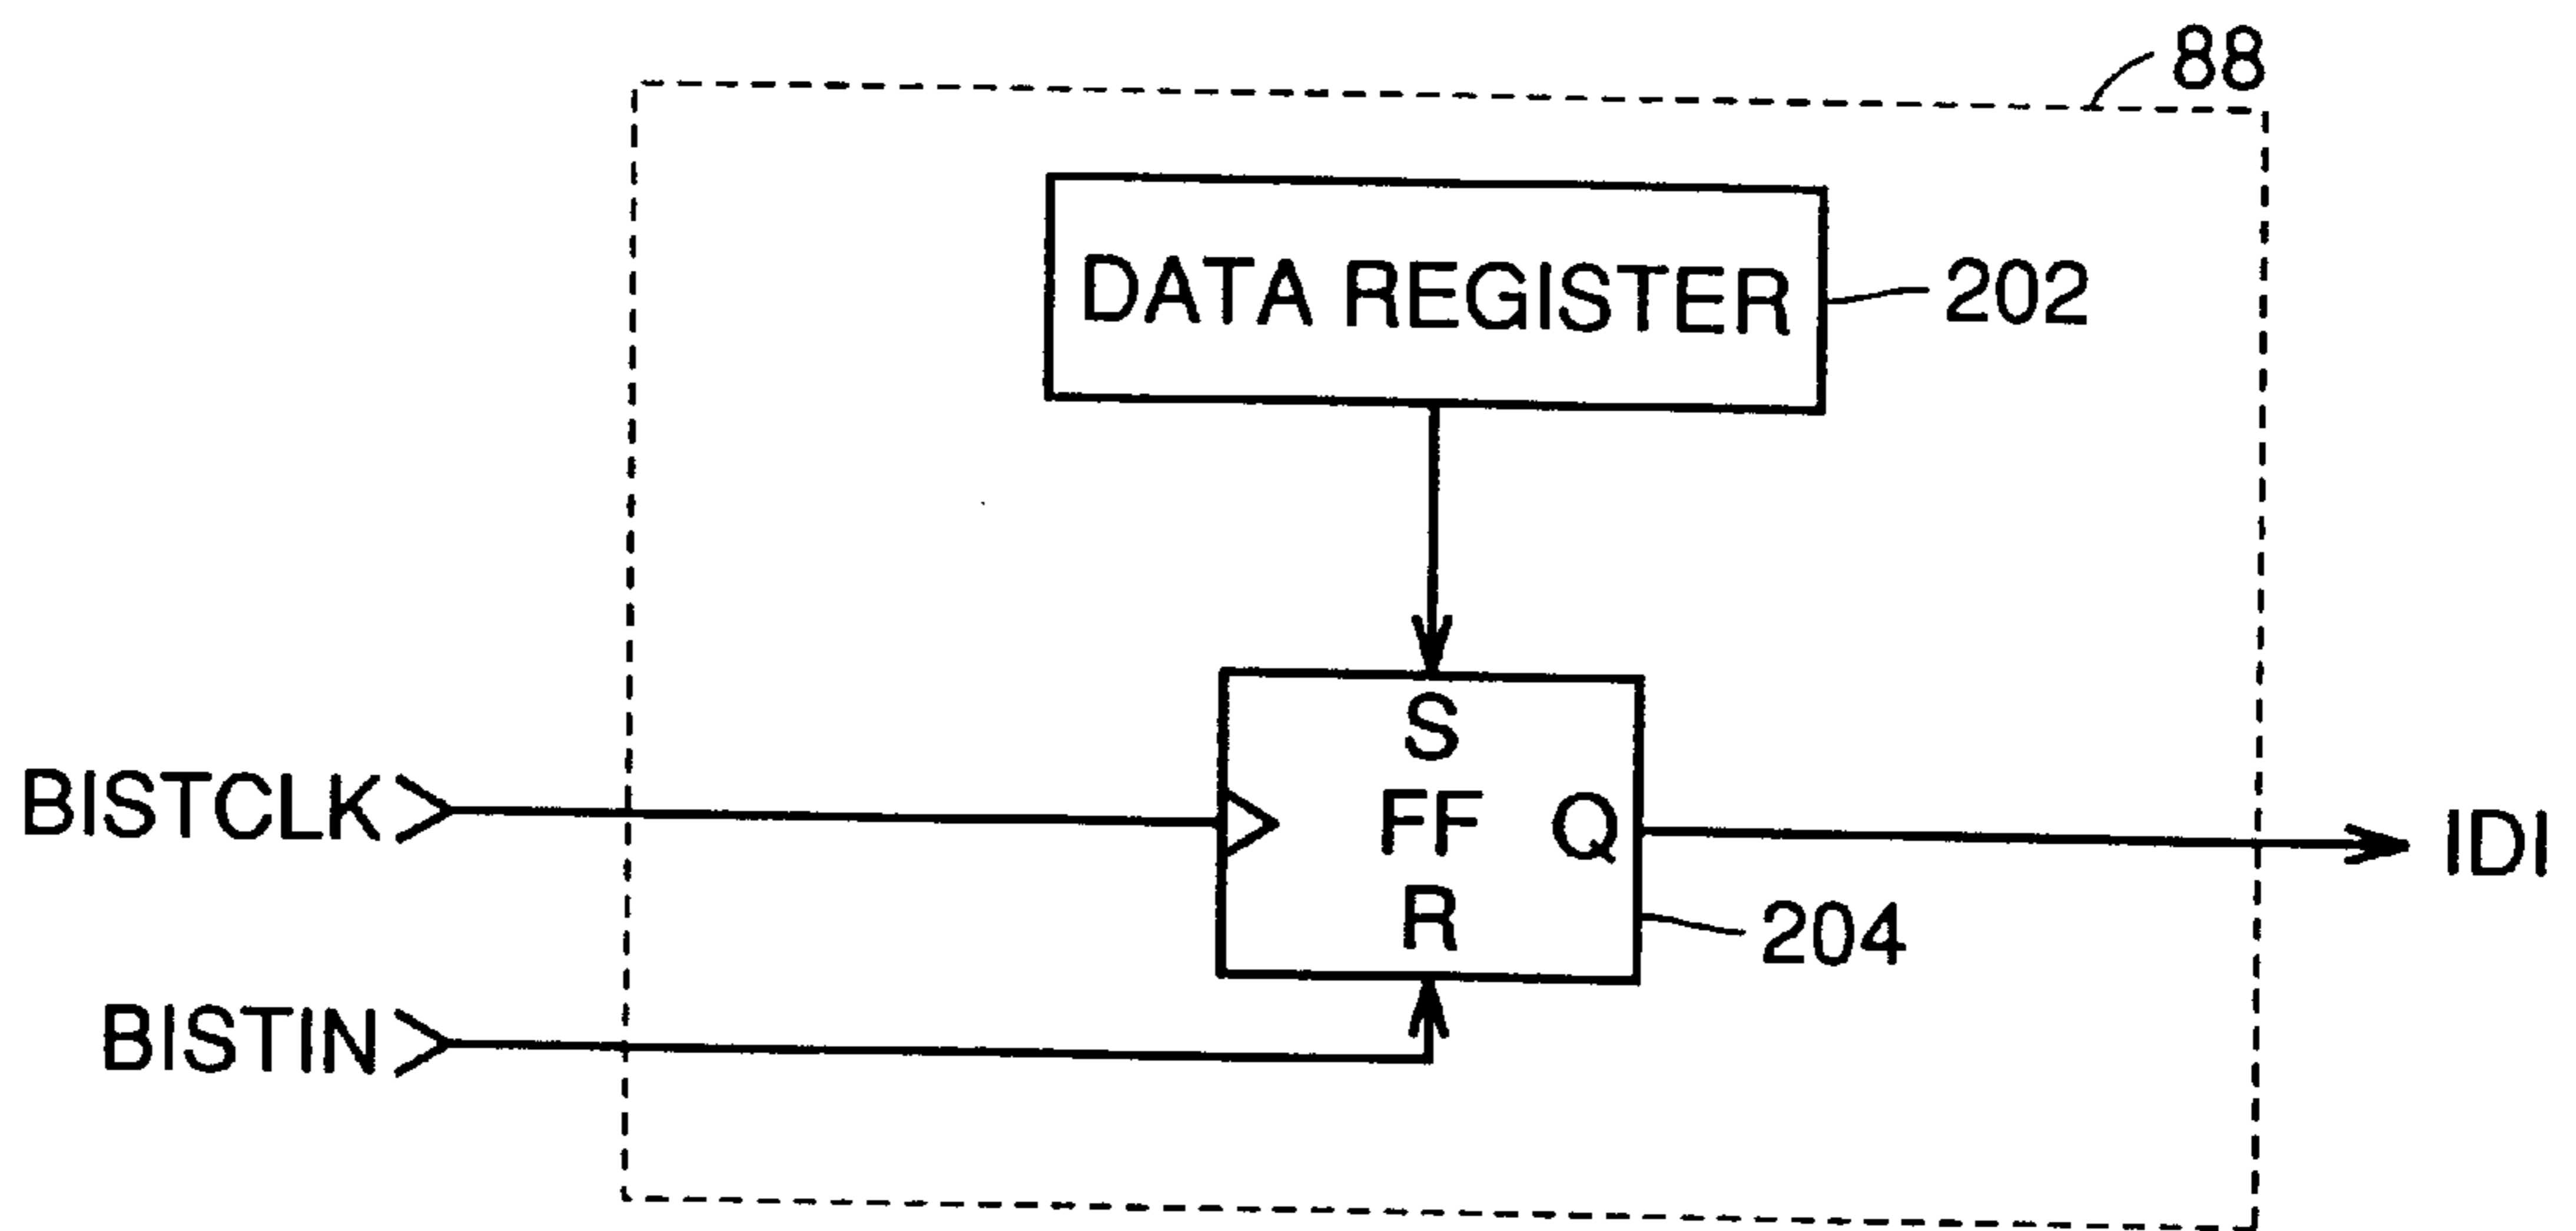 88
DATA REGISTER
202
S
BISTCLK
FF
Q
IDI
R
204
BISTIN